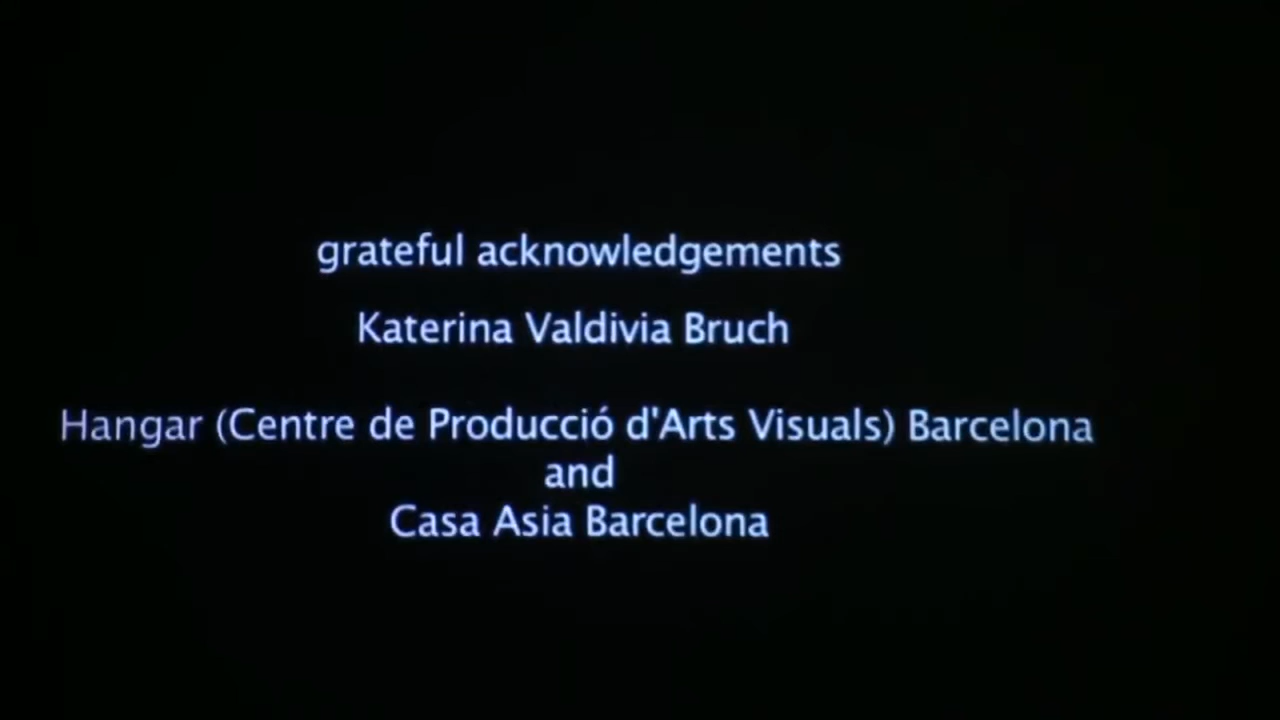 grateful acknowledgements
Katerina Valdivia Bruch
Hangar (Centre de Producció d'Arts Visuals) Barcelona
and
Casa Asia Barcelona